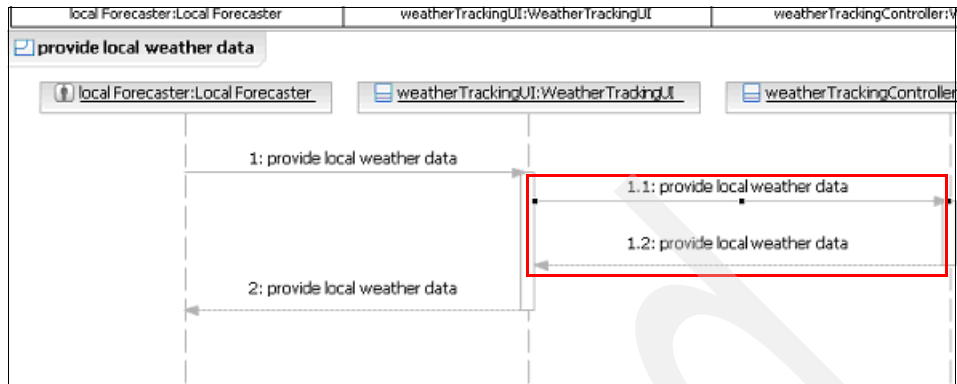 local Forecaster:Local Forecaster weatherTrackingUI:WeatherTrackingUI weatherTrackingController:W
provide local weather data
local Forecaster:Local Forecaster weatherTrackingUI:WeatherTrackingUI weatherTrackingController
1: provide local weather data
1.1: provide local weather data
1.2: provide local weather data
2: provide local weather data